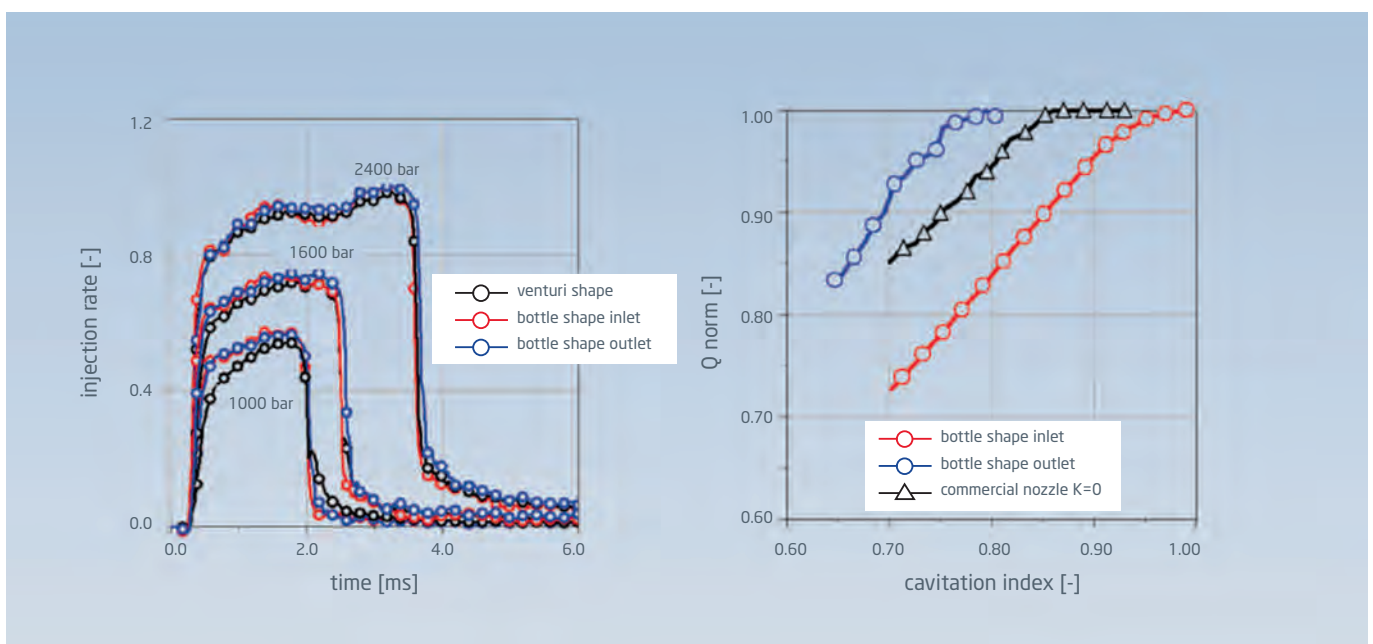 1.2
0.8
0.4
0.0
injection rate [-]
2400 bar
1600 bar
1000 bar
venturi shape
bottle shape inlet
bottle shape outlet
0.0 2.0 4.0 6.0
time [ms]
1.00
0.90
0.80
0.70
0.60
Q norm [-]
bottle shape inlet
bottle shape outlet
commercial nozzle K=0
0.60 0.70 0.80 0.90 1.00
cavitation index [-]